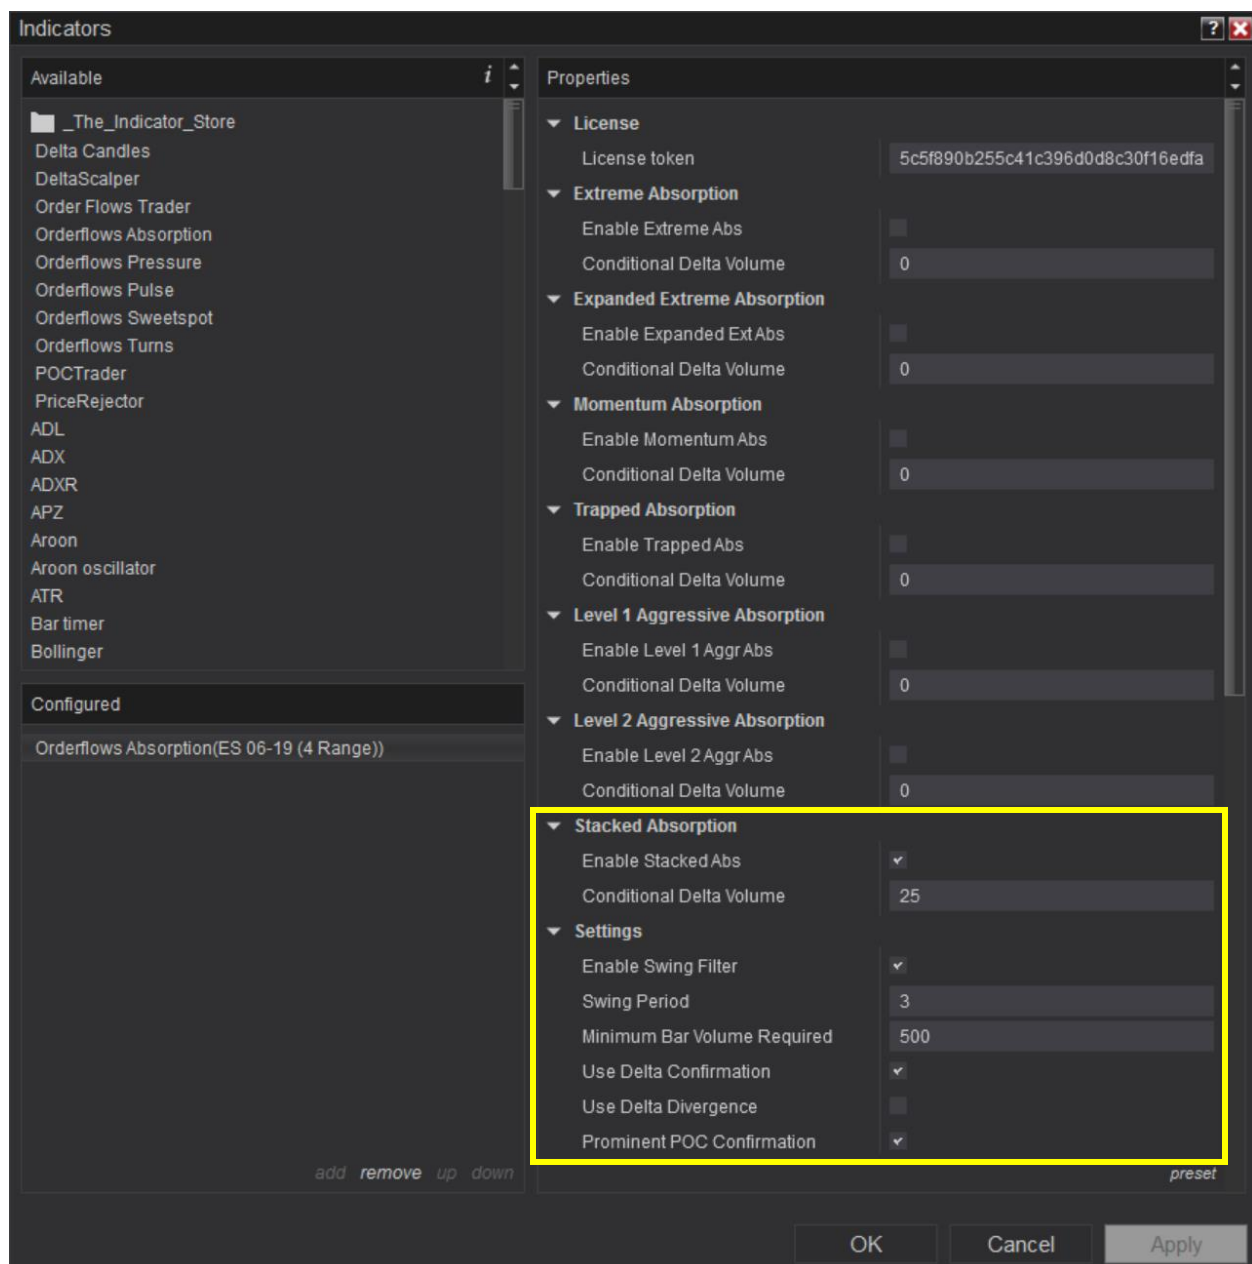 Indicators
?
Available
i
_The_Indicator_Store
Delta Candles
DeltaScalper
Order Flows Trader
Orderflows Absorption
Orderflows Pressure
Orderflows Pulse
Orderflows Sweetspot
Orderflows Turns
POCTrader
PriceRejector
ADL
ADX
ADXR
APZ
Aroon
Aroon oscillator
ATR
Bar timer
Bollinger
Configured
Orderflows Absorption(ES 06-19 (4 Range))
add remove up down
Properties
License
License token 5c5f890b255c41c396d0d8c30f16edfa
Extreme Absorption
Enable Extreme Abs
Conditional Delta Volume 0
Expanded Extreme Absorption
Enable Expanded Ext Abs
Conditional Delta Volume 0
Momentum Absorption
Enable Momentum Abs
Conditional Delta Volume 0
Trapped Absorption
Enable Trapped Abs
Conditional Delta Volume 0
Level 1 Aggressive Absorption
Enable Level 1 Aggr Abs
Conditional Delta Volume 0
Level 2 Aggressive Absorption
Enable Level 2 Aggr Abs
Conditional Delta Volume 0
Stacked Absorption
Enable Stacked Abs
Conditional Delta Volume 25
Settings
Enable Swing Filter
Swing Period 3
Minimum Bar Volume Required 500
Use Delta Confirmation
Use Delta Divergence
Prominent POC Confirmation
preset
OK Cancel Apply